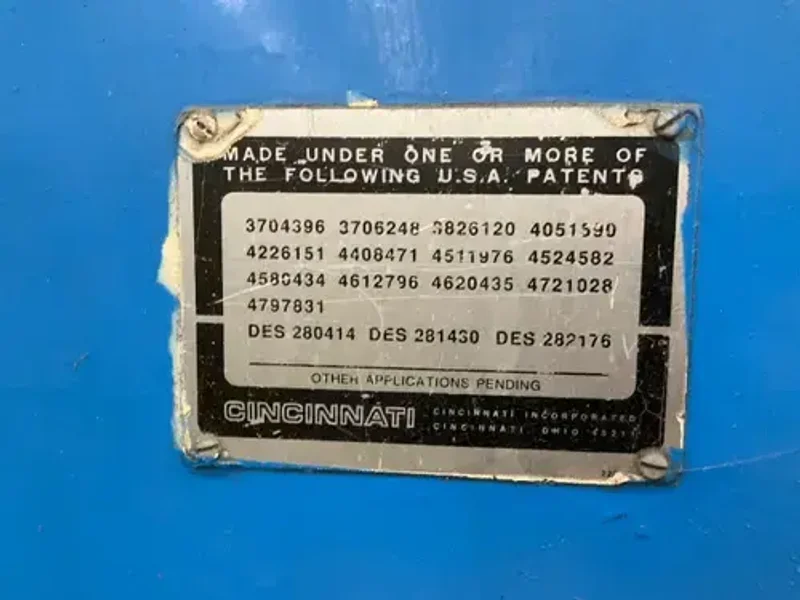 MADE UNDER ONE OR MORE OF
THE FOLLOWING U.S.A. PATENTS
3704396 3706248 3826120 4051590
4226151 4408471 4511976 4524582
4580434 4612796 4620435 4721028
4797831
DES 280414 DES 281430 DES 282176
OTHER APPLICATIONS PENDING
CINCINNATI
CINCINNATI INCORPORATED
CINCINNATI, OHIO